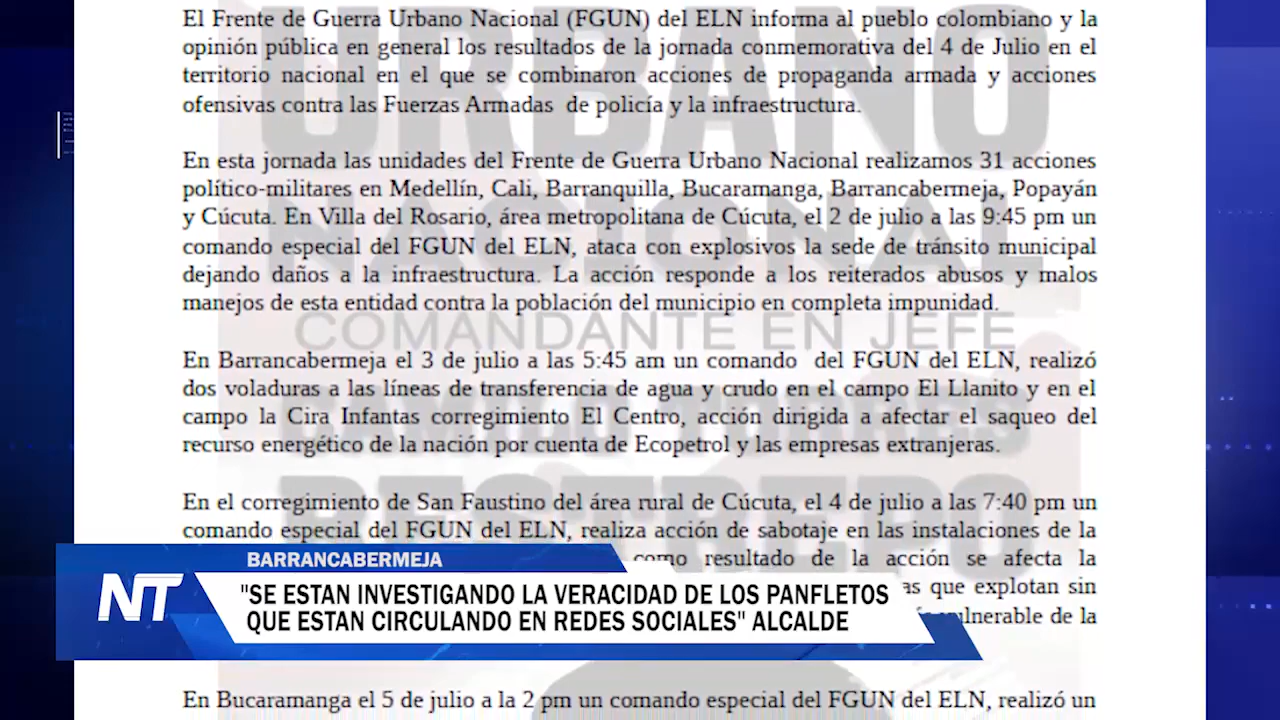 El Frente de Guerra Urbano Nacional (FGUN) del ELN informa al pueblo colombiano y la
opinión pública en general los resultados de la jornada conmemorativa del 4 de Julio en el
territorio nacional en el que se combinaron acciones de propaganda armada y acciones
ofensivas contra las Fuerzas Armadas de policía y la infraestructura.
En esta jornada las unidades del Frente de Guerra Urbano Nacional realizamos 31 acciones
político-militares en Medellín, Cali, Barranquilla, Bucaramanga, Barrancabermeja, Popayán
y Cúcuta. En Villa del Rosario, área metropolitana de Cúcuta, el 2 de julio a las 9:45 pm un
comando especial del FGUN del ELN, ataca con explosivos la sede de tránsito municipal
dejando daños a la infraestructura. La acción responde a los reiterados abusos y malos
manejos de esta entidad contra la población del municipio en completa impunidad.
En Barrancabermeja el 3 de julio a las 5:45 am un comando del FGUN del ELN, realizó
dos voladuras a las líneas de transferencia de agua y crudo en el campo El Llanito y en el
campo la Cira Infantas corregimiento El Centro, acción dirigida a afectar el saqueo del
recurso energético de la nación por cuenta de Ecopetrol y las empresas extranjeras.
En el corregimiento de San Faustino del área rural de Cúcuta, el 4 de julio a las 7:40 pm un
comando especial del FGUN del ELN, realiza acción de sabotaje en las instalaciones de la
como resultado de la acción se afecta la
que explotan sin
vulnerable de la
En Bucaramanga el 5 de julio a la 2 pm un comando especial del FGUN del ELN, realizó un
URBANO
NACIONAL
COMANDANTE EN JEFE
CAMILO TORRES
RESTREPO
BARRANCABERMEJA
NT
"SE ESTAN INVESTIGANDO LA VERACIDAD DE LOS PANFLETOS
QUE ESTAN CIRCULANDO EN REDES SOCIALES" ALCALDE